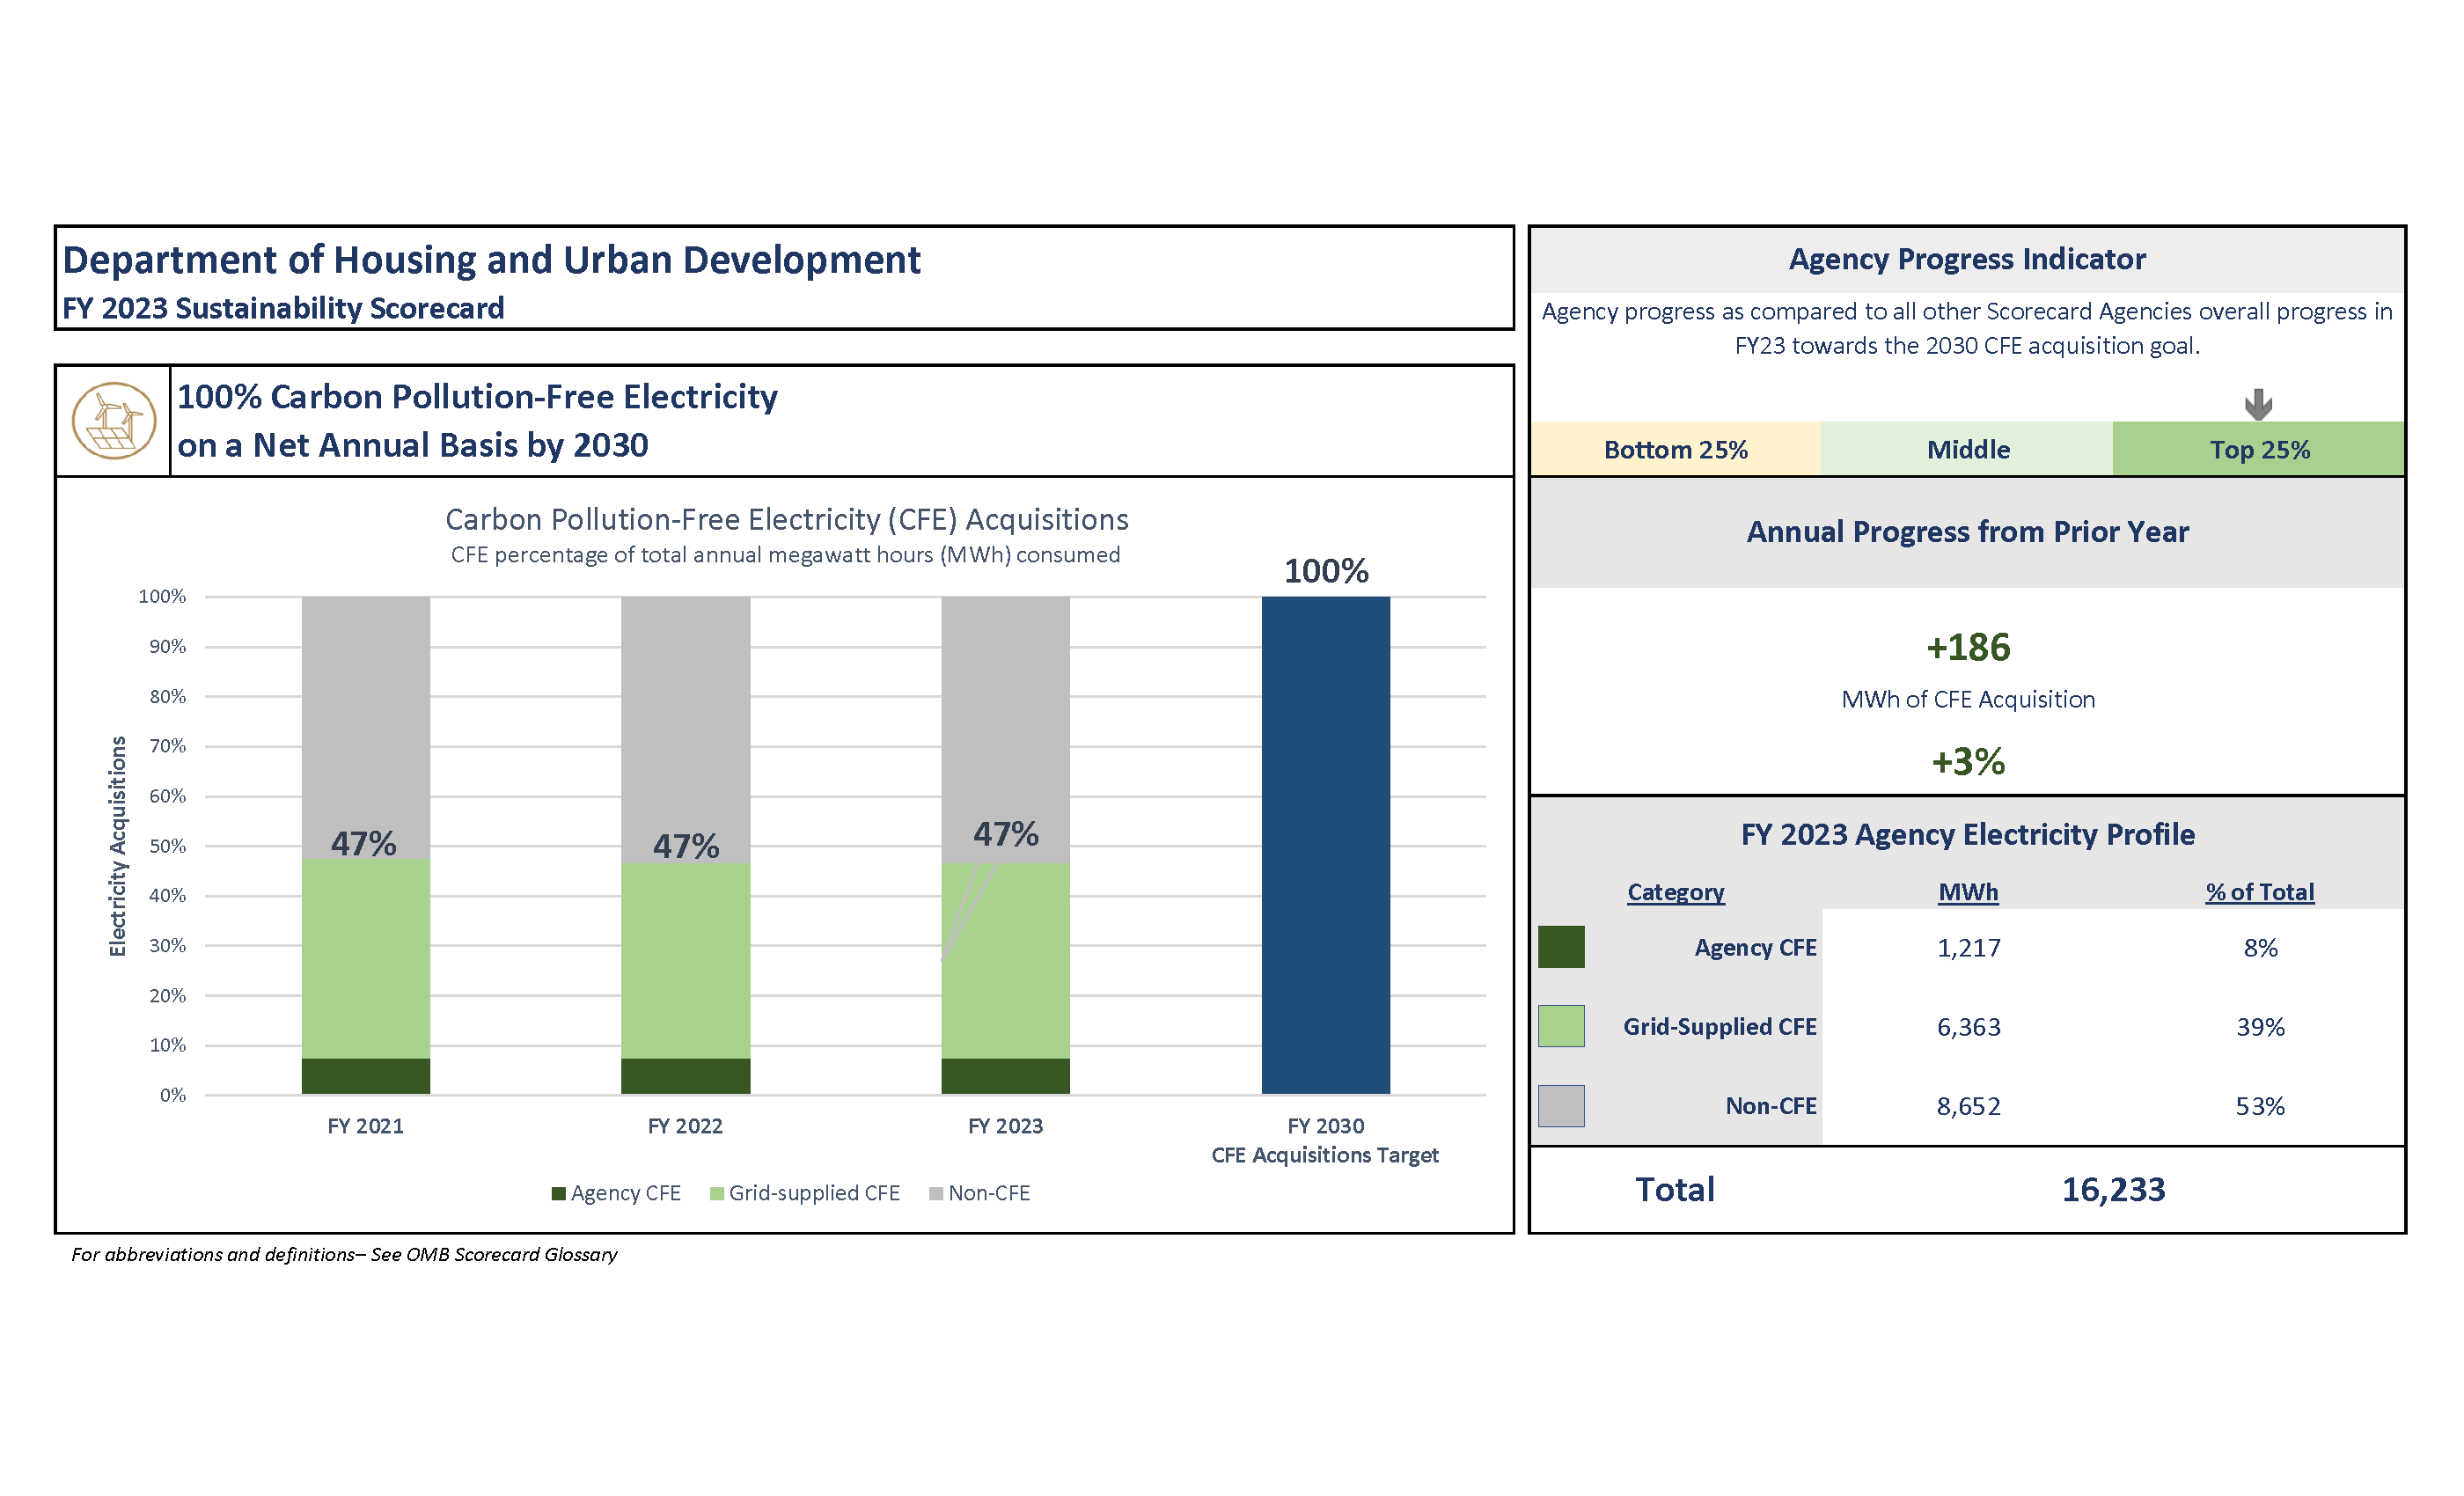 Department of Housing and Urban Development
FY 2023 Sustainability Scorecard
100% Carbon Pollution-Free Electricity
on a Net Annual Basis by 2030
Carbon Pollution-Free Electricity (CFE) Acquisitions
CFE percentage of total annual megawatt hours (MWh) consumed
Electricity Acquisitions
100%
90%
80%
70%
60%
50%
40%
30%
20%
10%
0%
47%
47%
47%
100%
FY 2021
FY 2022
FY 2023
FY 2030
CFE Acquisitions Target
Agency CFE Grid-supplied CFE Non-CFE
For abbreviations and definitions– See OMB Scorecard Glossary
Agency Progress Indicator
Agency progress as compared to all other Scorecard Agencies overall progress in
FY23 towards the 2030 CFE acquisition goal.
Bottom 25% Middle Top 25%
Annual Progress from Prior Year
+186
MWh of CFE Acquisition
+3%
FY 2023 Agency Electricity Profile
Category MWh % of Total
Agency CFE 1,217 8%
Grid-Supplied CFE 6,363 39%
Non-CFE 8,652 53%
Total 16,233